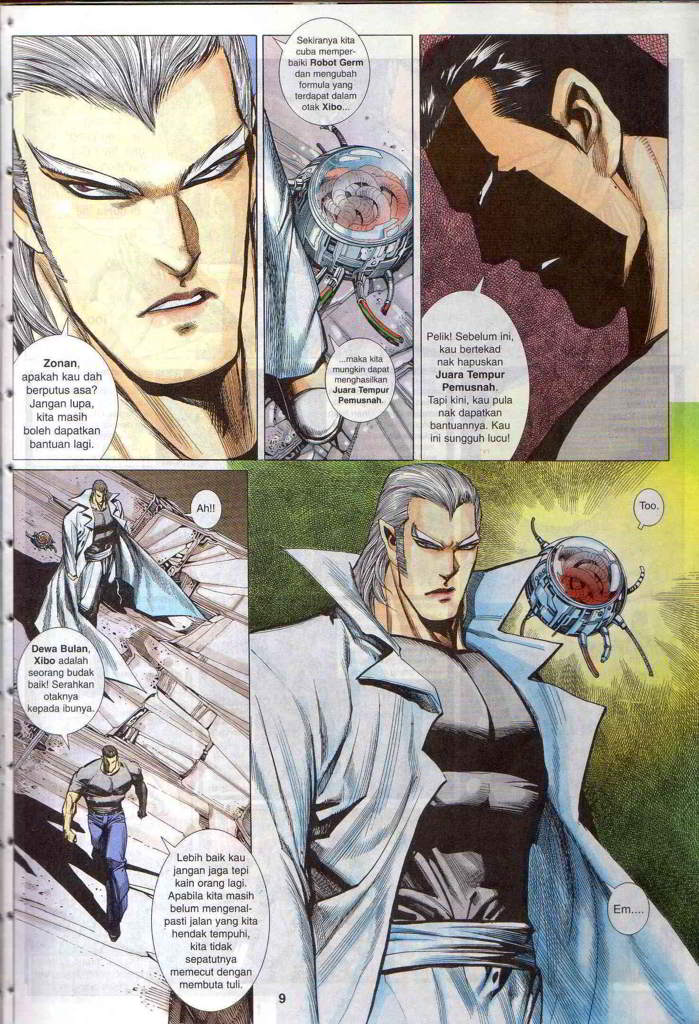 Zonan,
apakah kau dah
berputus asa?
Jangan lupa,
kita masih
boleh dapatkan
bantuan lagi.
Sekiranya kita
cuba memper-
baiki Robot Germ
dan mengubah
formula yang
terdapat dalam
otak Xibo...
...maka kita
mungkin dapat
menghasilkan
Juara Tempur
Pemusnah.
Pelik! Sebelum ini,
kau bertekad
nak hapuskan
Juara Tempur
Pemusnah.
Tapi kini, kau pula
nak dapatkan
bantuannya. Kau
ini sungguh lucu!
Ah!!
Dewa Bulan,
Xibo adalah
seorang budak
baik! Serahkan
otaknya
kepada ibunya.
Lebih baik kau
jangan jaga tepi
kain orang lagi.
Apabila kita masih
belum mengenal-
pasti jalan yang kita
hendak tempuhi,
kita tidak
sepatutnya
memecut dengan
membuta tuli.
Too.
Em....
9